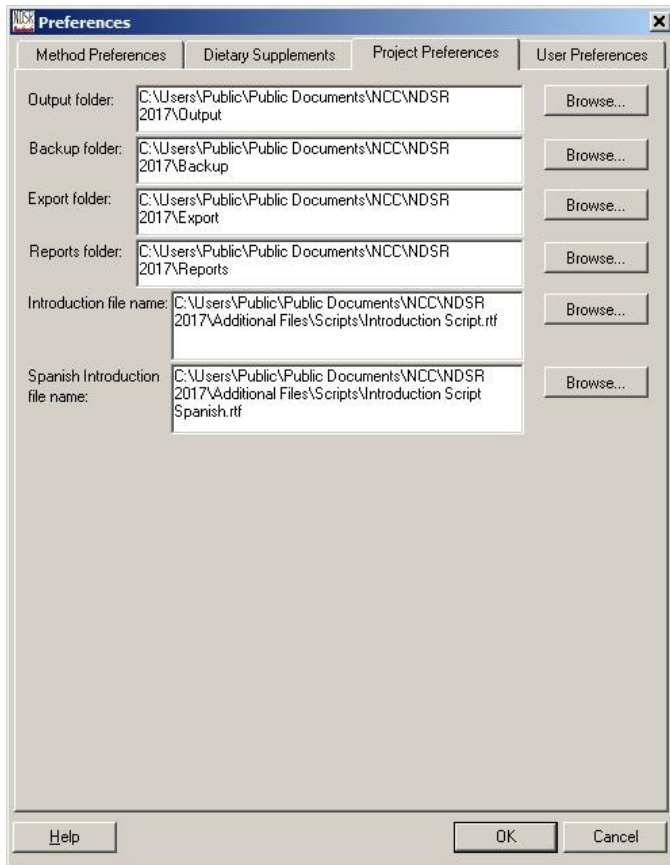 NDSR
Preferences
Method Preferences
Dietary Supplements
Project Preferences
User Preferences
Output folder:
C:\Users\Public\Public Documents\NCC\NDSR
2017\Output
Browse...
Backup folder:
C:\Users\Public\Public Documents\NCC\NDSR
2017\Backup
Browse...
Export folder:
C:\Users\Public\Public Documents\NCC\NDSR
2017\Export
Browse...
Reports folder:
C:\Users\Public\Public Documents\NCC\NDSR
2017\Reports
Browse...
Introduction file name:
C:\Users\Public\Public Documents\NCC\NDSR
2017\Additional Files\Scripts\Introduction Script.rtf
Browse...
Spanish Introduction
file name:
C:\Users\Public\Public Documents\NCC\NDSR
2017\Additional Files\Scripts\Introduction Script
Spanish.rtf
Browse...
Help
OK
Cancel